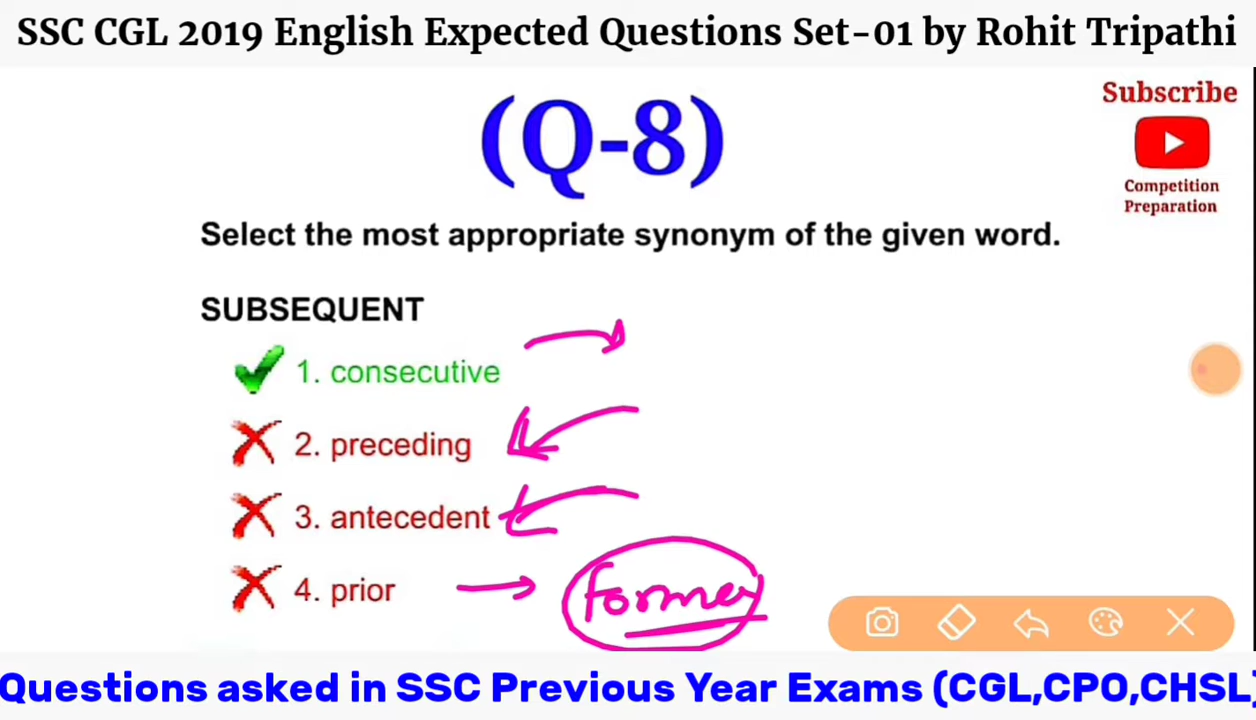 SSC CGL 2019 English Expected Questions Set-01 by Rohit Tripathi
Subscribe
Competition
Preparation
(Q-8)
Select the most appropriate synonym of the given word.
SUBSEQUENT
1. consecutive
2. preceding
3. antecedent
4. prior
former
Questions asked in SSC Previous Year Exams (CGL,CPO,CHSL)